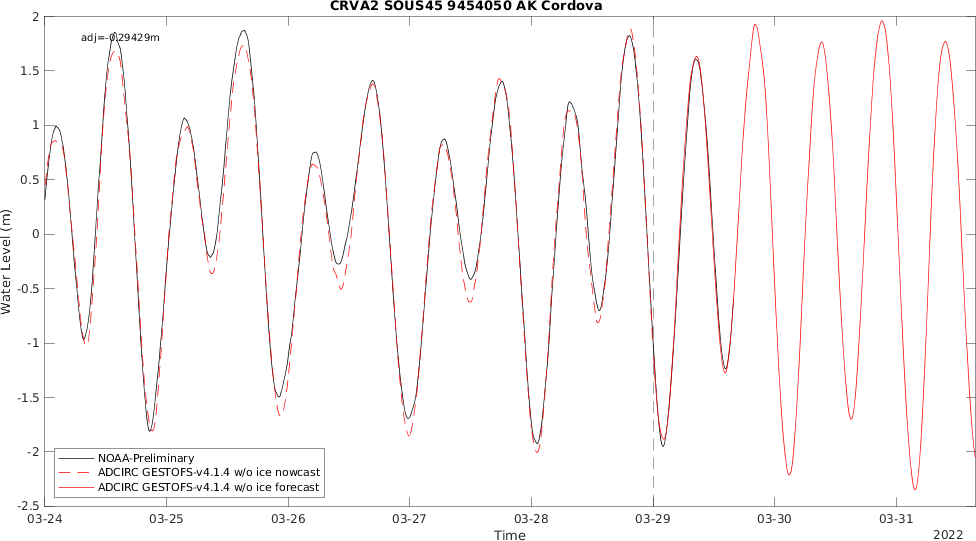 CRVA2 SOUS45 9454050 AK Cordova
adj=-0.29429m
2
1.5
1
0.5
0
-0.5
-1
-1.5
-2
-2.5
Water Level (m)
NOAA-Preliminary
ADCIRC GESTOFS-v4.1.4 w/o ice nowcast
ADCIRC GESTOFS-v4.1.4 w/o ice forecast
03-24 03-25 03-26 03-27 03-28 03-29 03-30 03-31
Time
2022